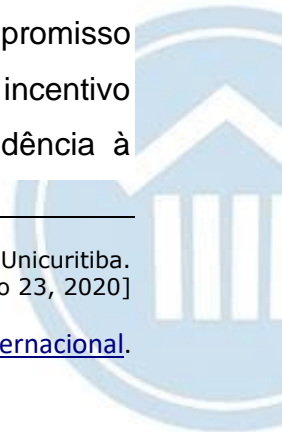 promisso
incentivo
dência à
Unicuritiba.
o 23, 2020]
ernacional.